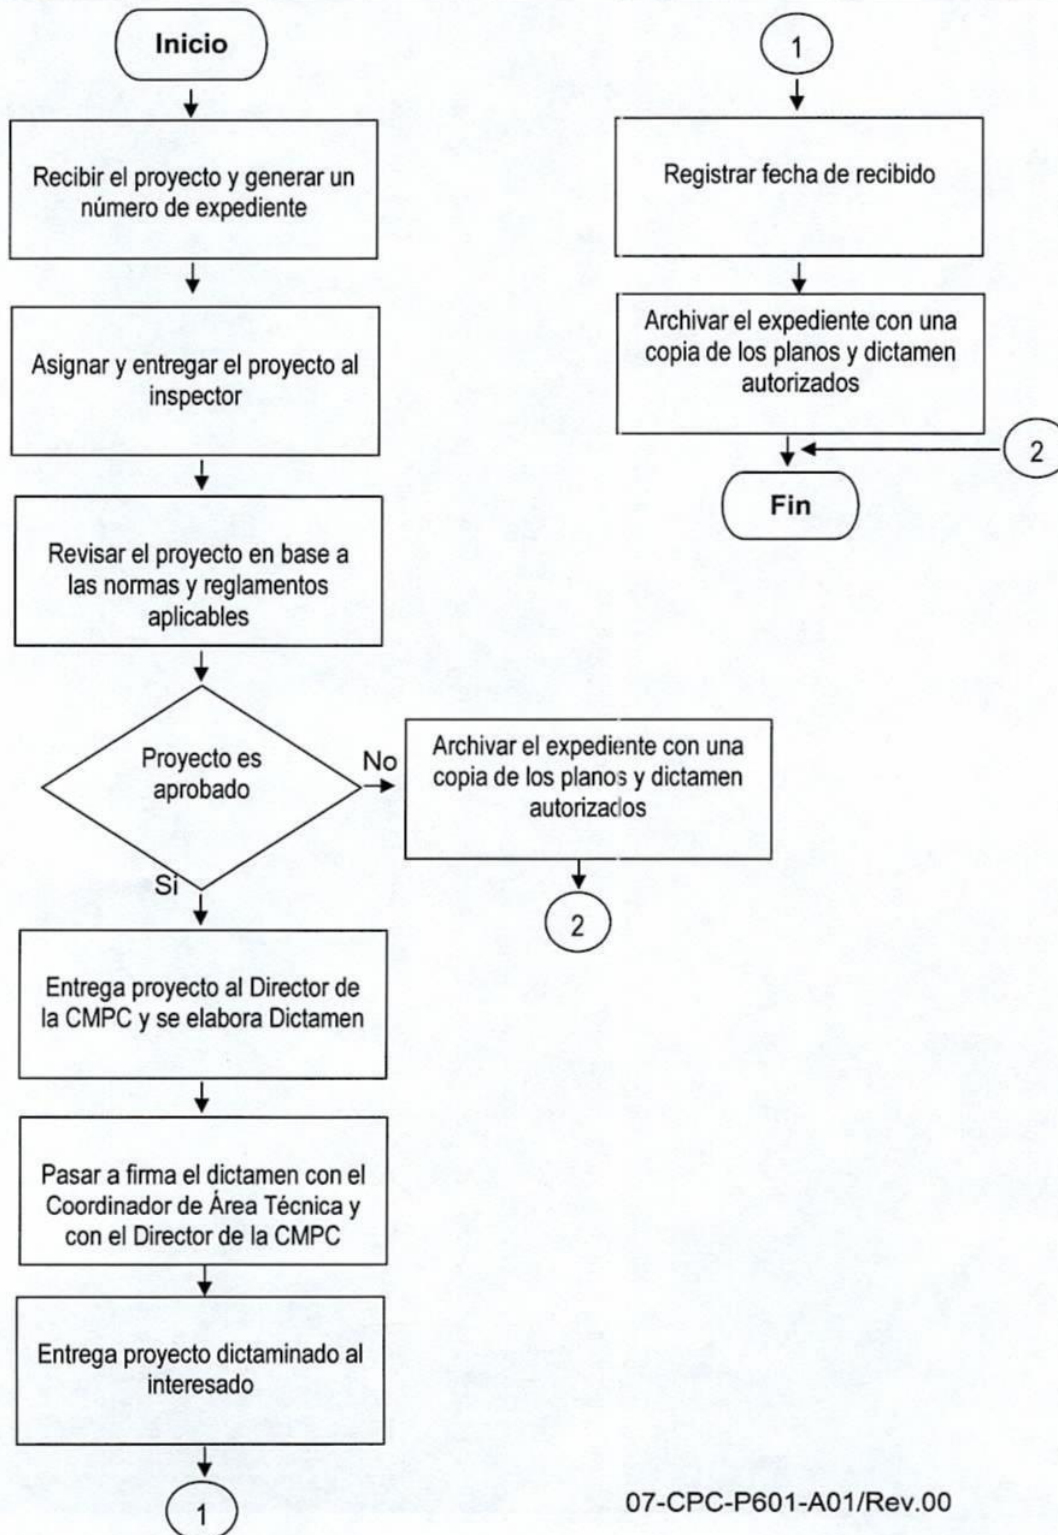 Inicio
Recibir el proyecto y generar un
número de expediente
Asignar y entregar el proyecto al
inspector
Revisar el proyecto en base a
las normas y reglamentos
aplicables
Proyecto es
aprobado
No
Archivar el expediente con una
copia de los planos y dictamen
autorizados
2
Si
Entrega proyecto al Director de
la CMPC y se elabora Dictamen
Pasar a firma el dictamen con el
Coordinador de Área Técnica y
con el Director de la CMPC
Entrega proyecto dictaminado al
interesado
1
1
Registrar fecha de recibido
Archivar el expediente con una
copia de los planos y dictamen
autorizados
2
Fin
07-CPC-P601-A01/Rev.00